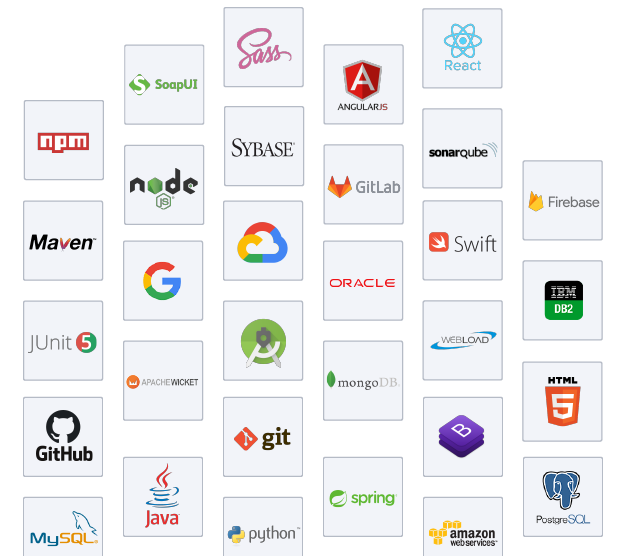 Sass
React
SoapUI
ANGULARJS
npm
SYBASE
sonarqube
node
JS
GitLab
Firebase
Maven
Swift
G
ORACLE
IBM
DB2
JUnit 5
WEBLOAD
APACHE WICKET
mongoDB
HTML
5
GitHub
git
B
Java
spring
PostgreSQL
MySQL
python
amazon
web services